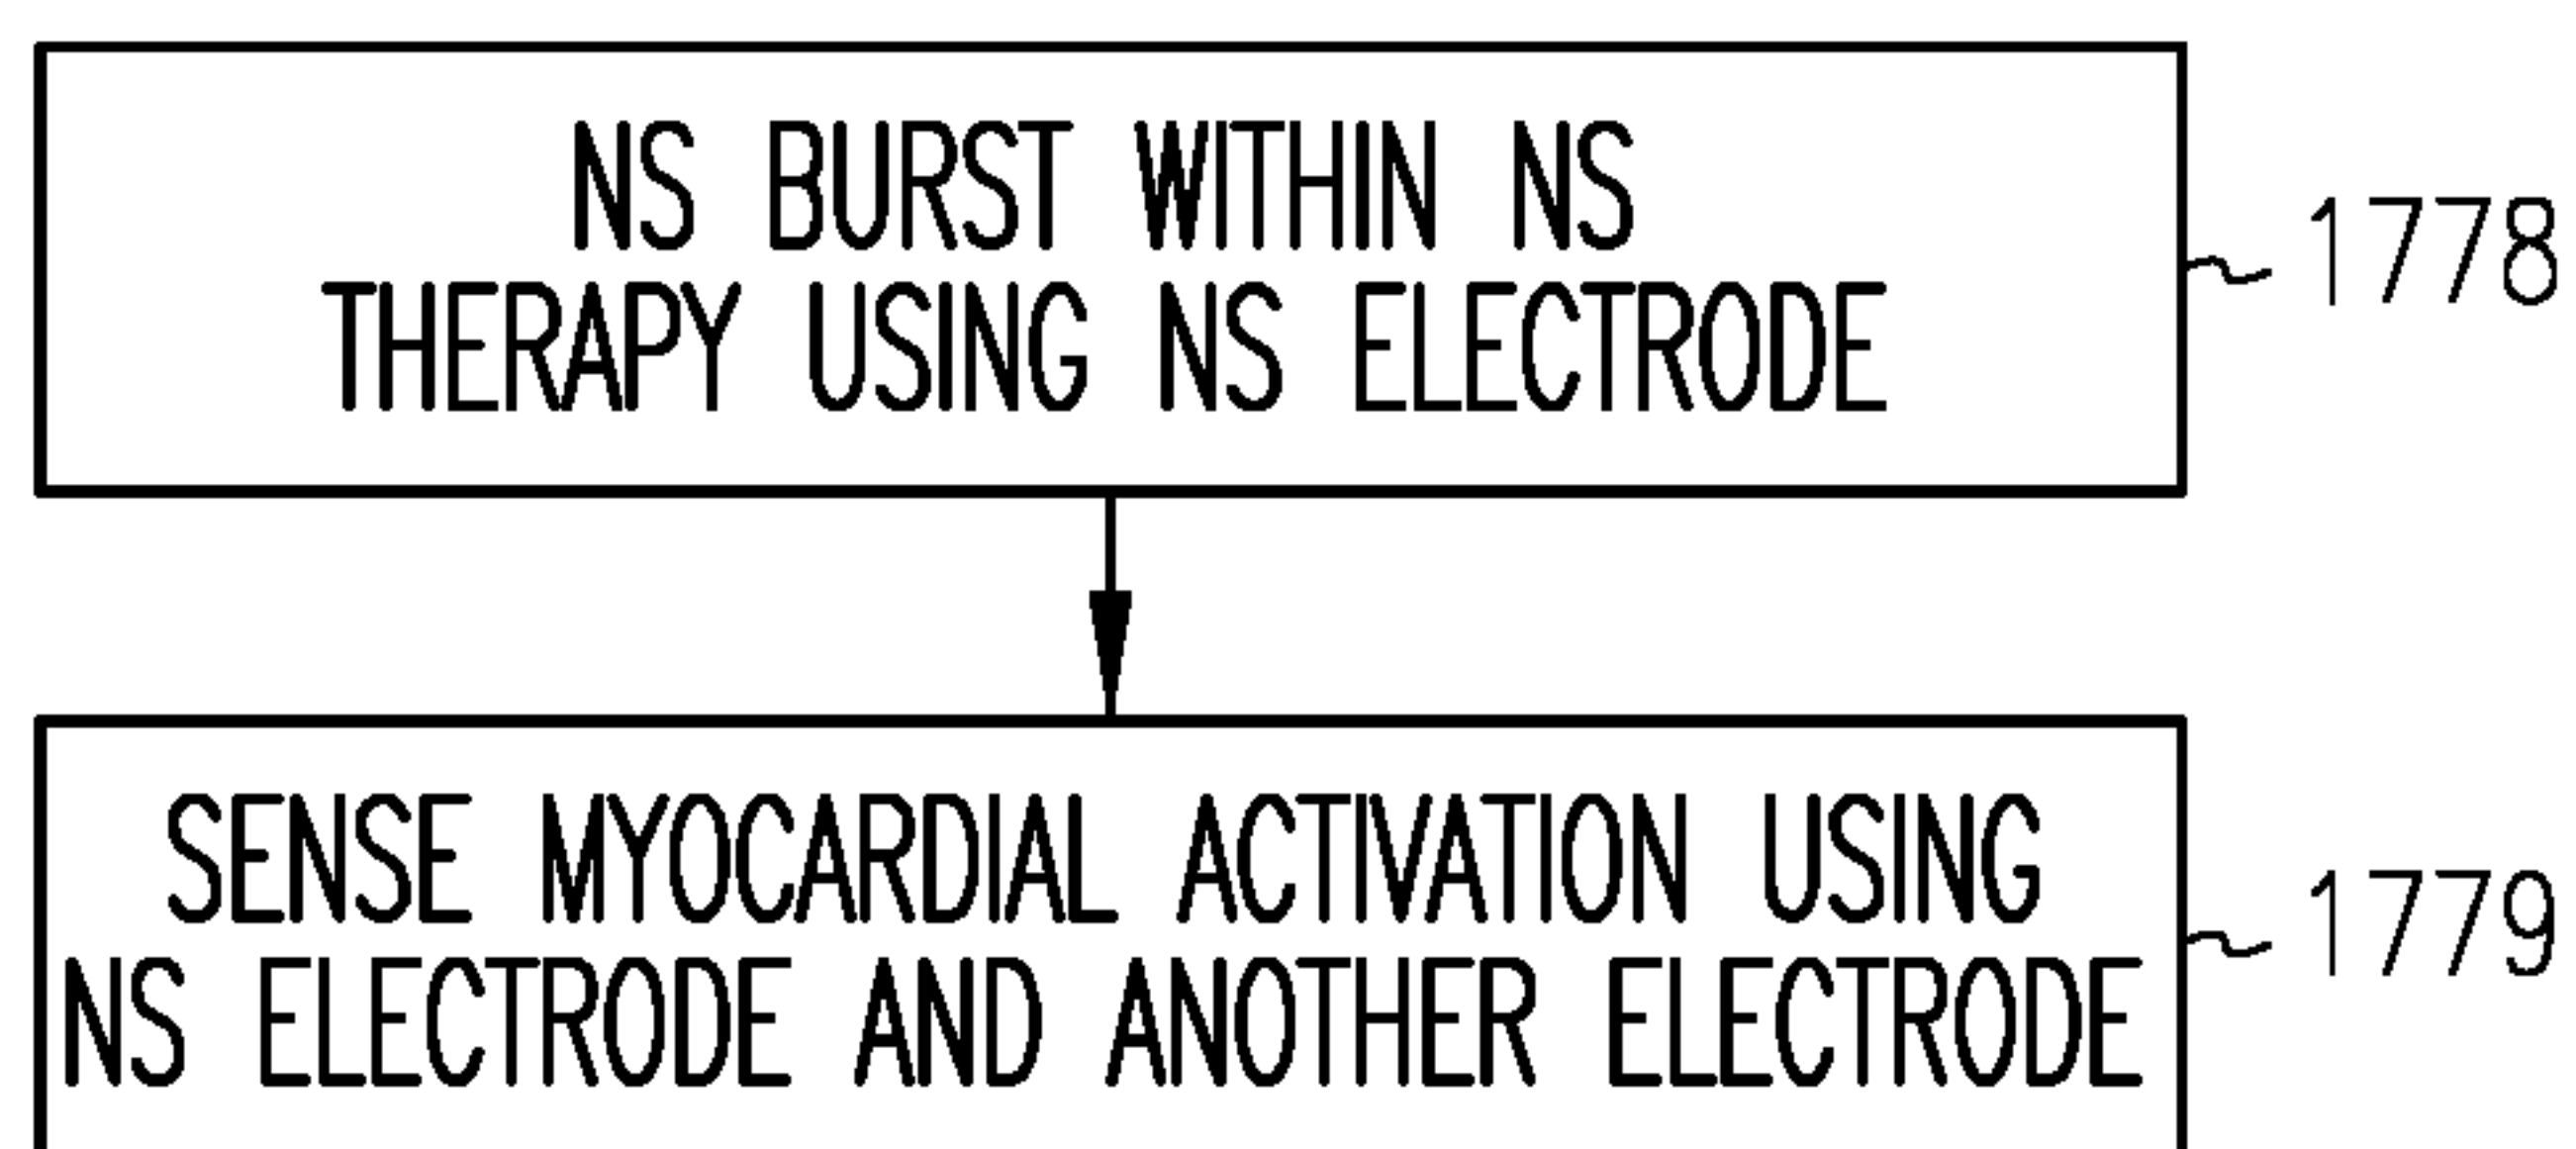 NS BURST WITHIN NS
THERAPY USING NS ELECTRODE
1778
SENSE MYOCARDIAL ACTIVATION USING
NS ELECTRODE AND ANOTHER ELECTRODE
1779